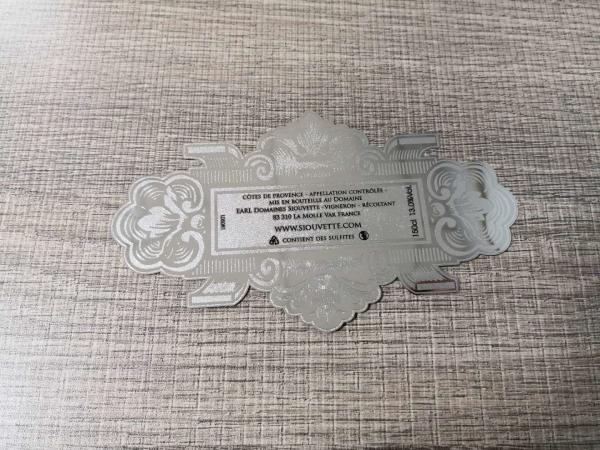 CÔTES DE PROVENCE - APPELLATION CONTRÔLÉE -
MIS EN BOUTEILLE AU DOMAINE
EARL DOMAINES SIOUVETTE - VIGNERON - RÉCOLTANT
83 310 LA MOLLE VAR FRANCE
WWW.SIOUVETTE.COM
CONTIENT DES SULFITES
150cl 13.0%Vol.